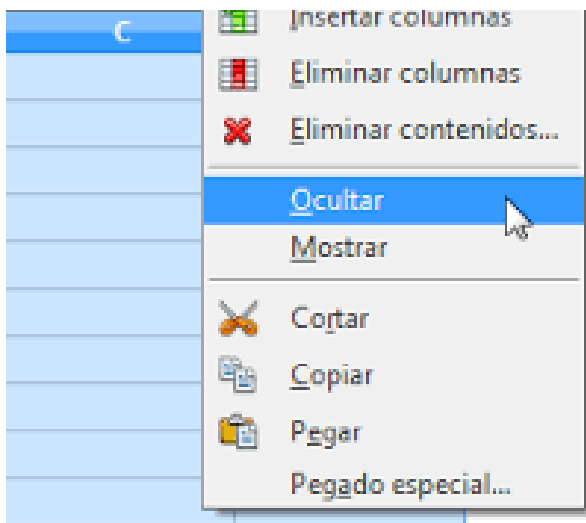 C
Insertar columnas
Eliminar columnas
Eliminar contenidos...
Ocultar
Mostrar
Cortar
Copiar
Pegar
Pegado especial...